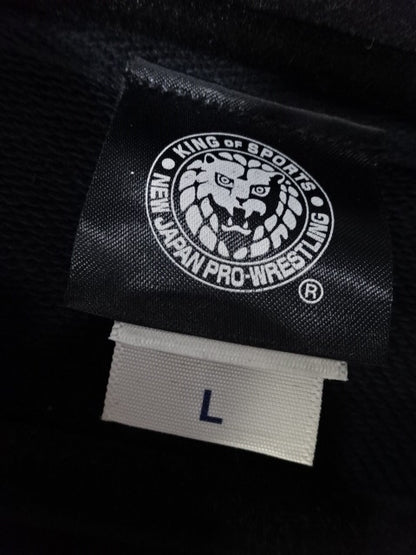 KING OF SPORTS
NEW JAPAN PRO-WRESTLING
®
L